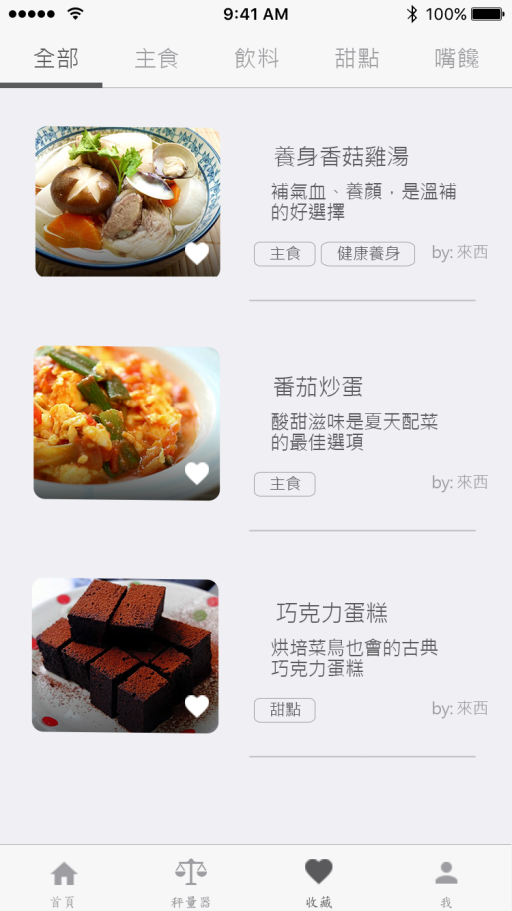 9:41 AM
100%
全部 主食 飲料 甜點 嘴饞
養身香菇雞湯
補氣血、養顏，是溫補
的好選擇
主食 健康養身 by: 來西
番茄炒蛋
酸甜滋味是夏天配菜
的最佳選項
主食 by: 來西
巧克力蛋糕
烘培菜鳥也會的古典
巧克力蛋糕
甜點 by: 來西
首頁 秤量器 收藏 我